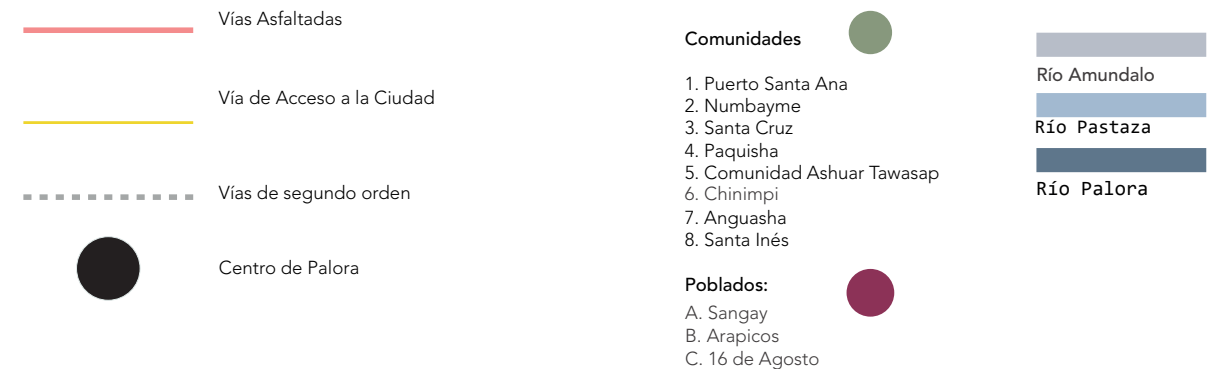 Vías Asfaltadas
Vía de Acceso a la Ciudad
Vías de segundo orden
Centro de Palora
Comunidades
1. Puerto Santa Ana
2. Numbayme
3. Santa Cruz
4. Paquisha
5. Comunidad Ashuar Tawasap
6. Chinimpi
7. Anguasha
8. Santa Inés
Poblados:
A. Sangay
B. Arapicos
C. 16 de Agosto
Río Amundalo
Río Pastaza
Río Palora